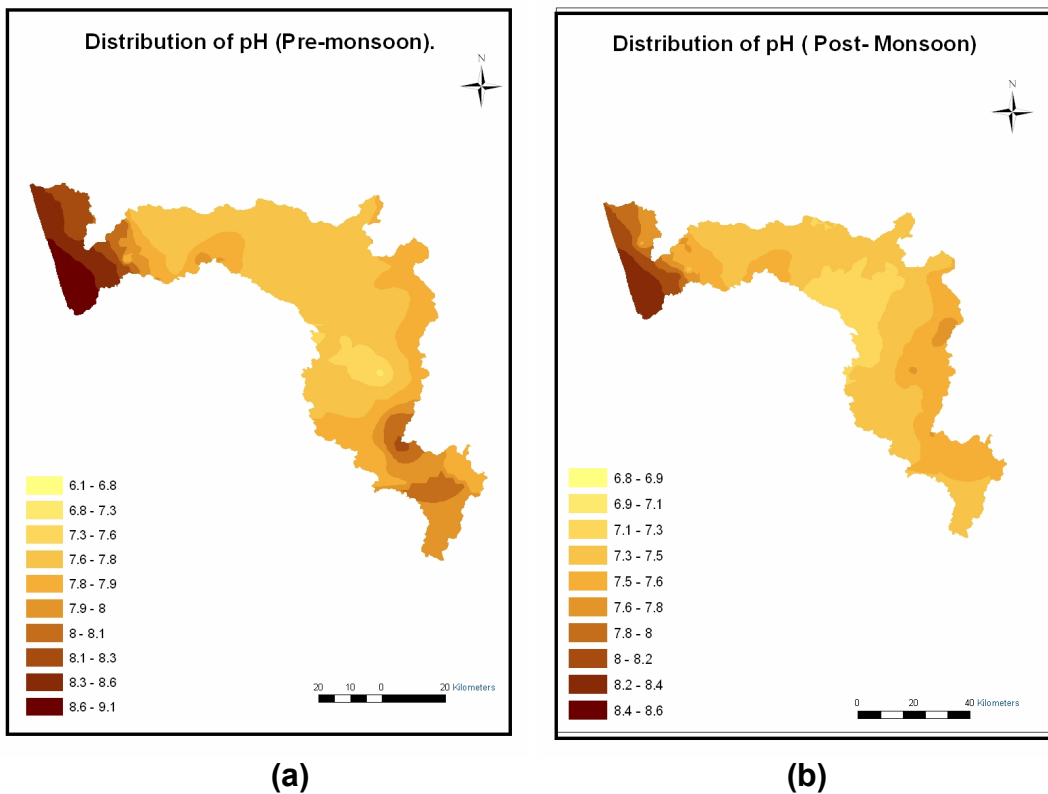 Distribution of pH (Pre-monsoon).
N
6.1 - 6.8
6.8 - 7.3
7.3 - 7.6
7.6 - 7.8
7.8 - 7.9
7.9 - 8
8 - 8.1
8.1 - 8.3
8.3 - 8.6
8.6 - 9.1
20 10 0 20 Kilometers
(a)
Distribution of pH ( Post- Monsoon)
N
6.8 - 6.9
6.9 - 7.1
7.1 - 7.3
7.3 - 7.5
7.5 - 7.6
7.6 - 7.8
7.8 - 8
8 - 8.2
8.2 - 8.4
8.4 - 8.6
0 20 40 Kilometers
(b)